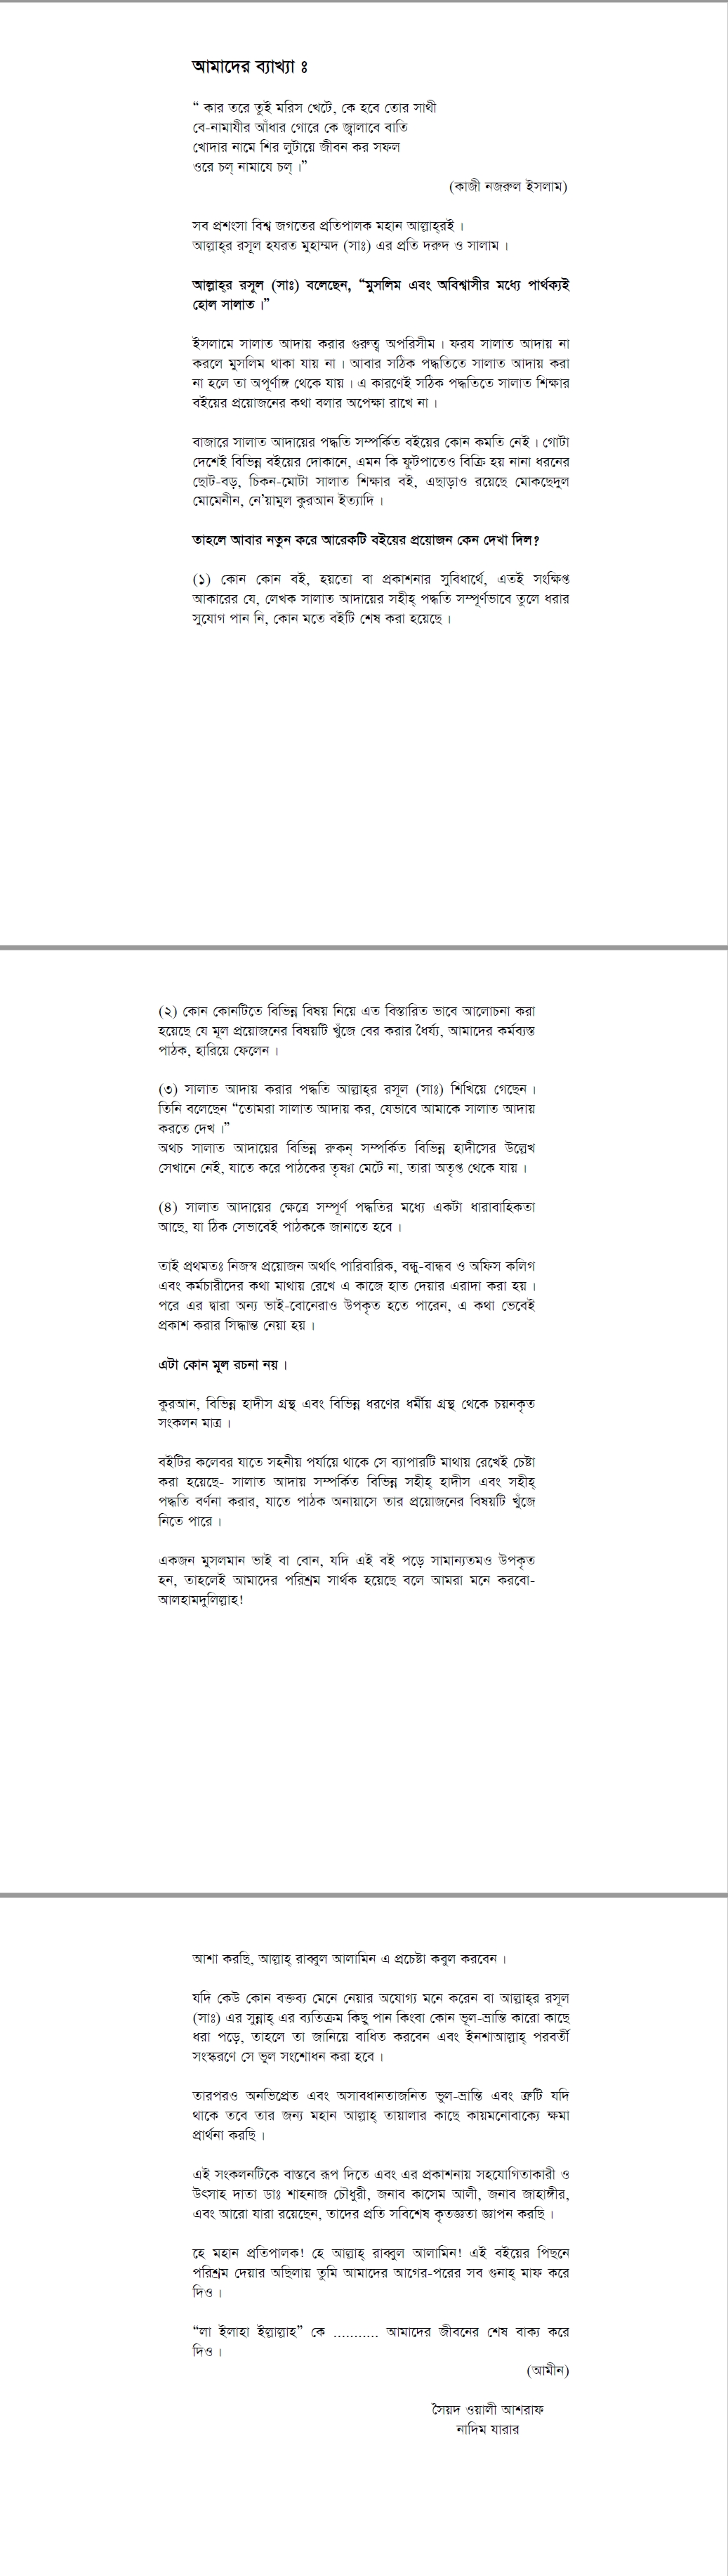 আমাদের ব্যাখ্যা ঃ
“ কার তরে তুই মরিস খেটে, কে হবে তোর সাথী
বে-নামাযীর আঁধার গোরে কে জ্বালাবে বাতি
খোদার নামে শির লুটায়ে জীবন কর সফল
ওরে চল্ নামাযে চল্ ।”
(কাজী নজরুল ইসলাম)
সব প্রশংসা বিশ্ব জগতের প্রতিপালক মহান আল্লাহ্‌রই ।
আল্লাহ্‌র রসূল হযরত মুহাম্মদ (সাঃ) এর প্রতি দরুদ ও সালাম ।
আল্লাহ্‌র রসূল (সাঃ) বলেছেন, “মুসলিম এবং অবিশ্বাসীর মধ্যে পার্থক্যই
হোল সালাত ।”
ইসলামে সালাত আদায় করার গুরুত্ব অপরিসীম । ফরয সালাত আদায় না
করলে মুসলিম থাকা যায় না । আবার সঠিক পদ্ধতিতে সালাত আদায় করা
না হলে তা অপূর্ণাঙ্গ থেকে যায় । এ কারণেই সঠিক পদ্ধতিতে সালাত শিক্ষার
বইয়ের প্রয়োজনের কথা বলার অপেক্ষা রাখে না ।
বাজারে সালাত আদায়ের পদ্ধতি সম্পর্কিত বইয়ের কোন কমতি নেই । গোটা
দেশেই বিভিন্ন বইয়ের দোকানে, এমন কি ফুটপাতেও বিক্রি হয় নানা ধরনের
ছোট-বড়, চিকন-মোটা সালাত শিক্ষার বই, এছাড়াও রয়েছে মোকছেদুল
মোমেনীন, নে'য়ামুল কুরআন ইত্যাদি ।
তাহলে আবার নতুন করে আরেকটি বইয়ের প্রয়োজন কেন দেখা দিল?
(১) কোন কোন বই, হয়তো বা প্রকাশনার সুবিধার্থে, এতই সংক্ষিপ্ত
আকারের যে, লেখক সালাত আদায়ের সহীহ্ পদ্ধতি সম্পূর্ণভাবে তুলে ধরার
সুযোগ পান নি, কোন মতে বইটি শেষ করা হয়েছে ।
(২) কোন কোনটিতে বিভিন্ন বিষয় নিয়ে এত বিস্তারিত ভাবে আলোচনা করা
হয়েছে যে মূল প্রয়োজনের বিষয়টি খুঁজে বের করার ধৈর্য্য, আমাদের কর্মব্যস্ত
পাঠক, হারিয়ে ফেলেন ।
(৩) সালাত আদায় করার পদ্ধতি আল্লাহ্‌র রসূল (সাঃ) শিখিয়ে গেছেন ।
তিনি বলেছেন “তোমরা সালাত আদায় কর, যেভাবে আমাকে সালাত আদায়
করতে দেখ ।”
অথচ সালাত আদায়ের বিভিন্ন রুকন্ সম্পর্কিত বিভিন্ন হাদীসের উল্লেখ
সেখানে নেই, যাতে করে পাঠকের তৃষ্ণা মেটে না, তারা অতৃপ্ত থেকে যায় ।
(৪) সালাত আদায়ের ক্ষেত্রে সম্পূর্ণ পদ্ধতির মধ্যে একটা ধারাবাহিকতা
আছে, যা ঠিক সেভাবেই পাঠককে জানাতে হবে ।
তাই প্রথমতঃ নিজস্ব প্রয়োজন অর্থাৎ পারিবারিক, বন্ধু-বান্ধব ও অফিস কলিগ
এবং কর্মচারীদের কথা মাথায় রেখে এ কাজে হাত দেয়ার এরাদা করা হয় ।
পরে এর দ্বারা অন্য ভাই-বোনেরাও উপকৃত হতে পারেন, এ কথা ভেবেই
প্রকাশ করার সিদ্ধান্ত নেয়া হয় ।
এটা কোন মূল রচনা নয় ।
কুরআন, বিভিন্ন হাদীস গ্রন্থ এবং বিভিন্ন ধরণের ধর্মীয় গ্রন্থ থেকে চয়নকৃত
সংকলন মাত্র ।
বইটির কলেবর যাতে সহনীয় পর্যায়ে থাকে সে ব্যাপারটি মাথায় রেখেই চেষ্টা
করা হয়েছে- সালাত আদায় সম্পর্কিত বিভিন্ন সহীহ্ হাদীস এবং সহীহ্
পদ্ধতি বর্ণনা করার, যাতে পাঠক অনায়াসে তার প্রয়োজনের বিষয়টি খুঁজে
নিতে পারে ।
একজন মুসলমান ভাই বা বোন, যদি এই বই পড়ে সামান্যতমও উপকৃত
হন, তাহলেই আমাদের পরিশ্রম সার্থক হয়েছে বলে আমরা মনে করবো-
আলহামদুলিল্লাহ!
আশা করছি, আল্লাহ্ রাব্বুল আলামিন এ প্রচেষ্টা কবুল করবেন ।
যদি কেউ কোন বক্তব্য মেনে নেয়ার অযোগ্য মনে করেন বা আল্লাহ্‌র রসূল
(সাঃ) এর সুন্নাহ্ এর ব্যতিক্রম কিছু পান কিংবা কোন ভূল-ভ্রান্তি কারো কাছে
ধরা পড়ে, তাহলে তা জানিয়ে বাধিত করবেন এবং ইনশাআল্লাহ্ পরবর্তী
সংস্করণে সে ভুল সংশোধন করা হবে ।
তারপরও অনভিপ্রেত এবং অসাবধানতাজনিত ভুল-ভ্রান্তি এবং ত্রুটি যদি
থাকে তবে তার জন্য মহান আল্লাহ্ তায়ালার কাছে কায়মনোবাক্যে ক্ষমা
প্রার্থনা করছি ।
এই সংকলনটিকে বাস্তবে রূপ দিতে এবং এর প্রকাশনায় সহযোগিতাকারী ও
উৎসাহ দাতা ডাঃ শাহনাজ চৌধুরী, জনাব কাসেম আলী, জনাব জাহাঙ্গীর,
এবং আরো যারা রয়েছেন, তাদের প্রতি সবিশেষ কৃতজ্ঞতা জ্ঞাপন করছি ।
হে মহান প্রতিপালক! হে আল্লাহ্ রাব্বুল আলামিন! এই বইয়ের পিছনে
পরিশ্রম দেয়ার অছিলায় তুমি আমাদের আগের-পরের সব গুনাহ্ মাফ করে
দিও ।
“লা ইলাহা ইল্লাল্লাহ” কে ........... আমাদের জীবনের শেষ বাক্য করে
দিও ।
(আমীন)
সৈয়দ ওয়ালী আশরাফ
নাদিম যারার